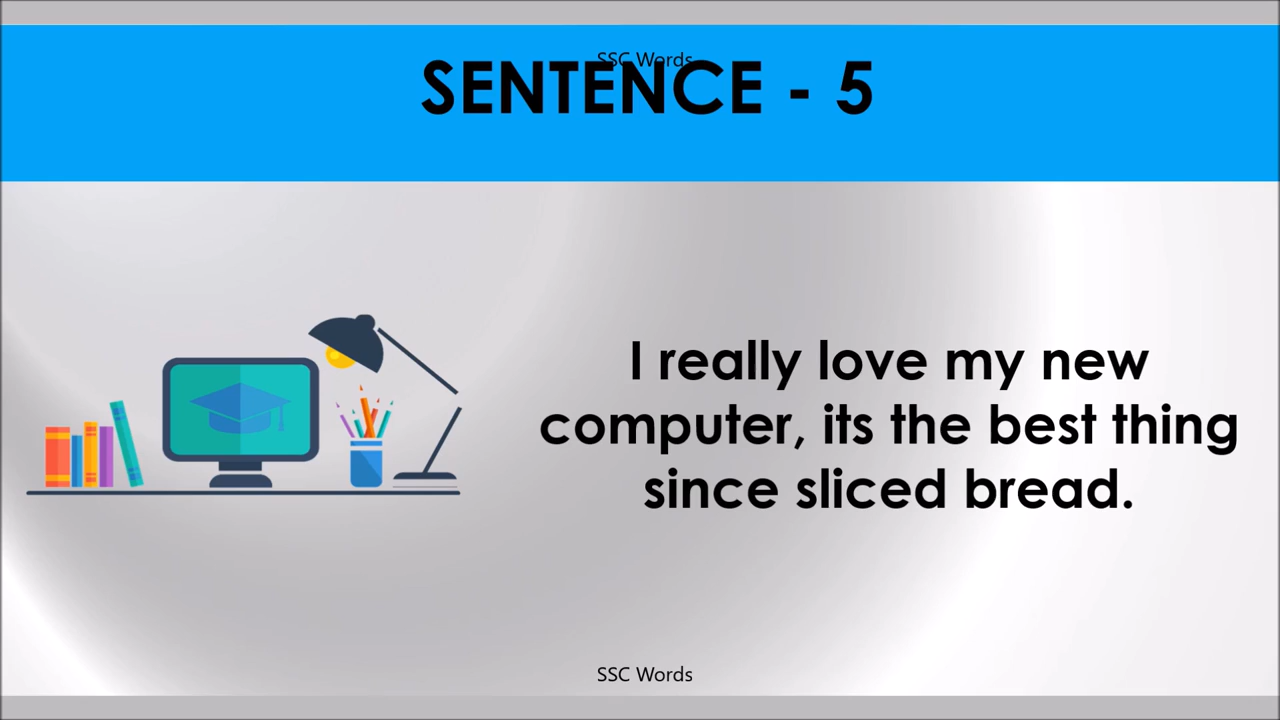 SSC Words
SENTENCE - 5
I really love my new
computer, its the best thing
since sliced bread.
SSC Words